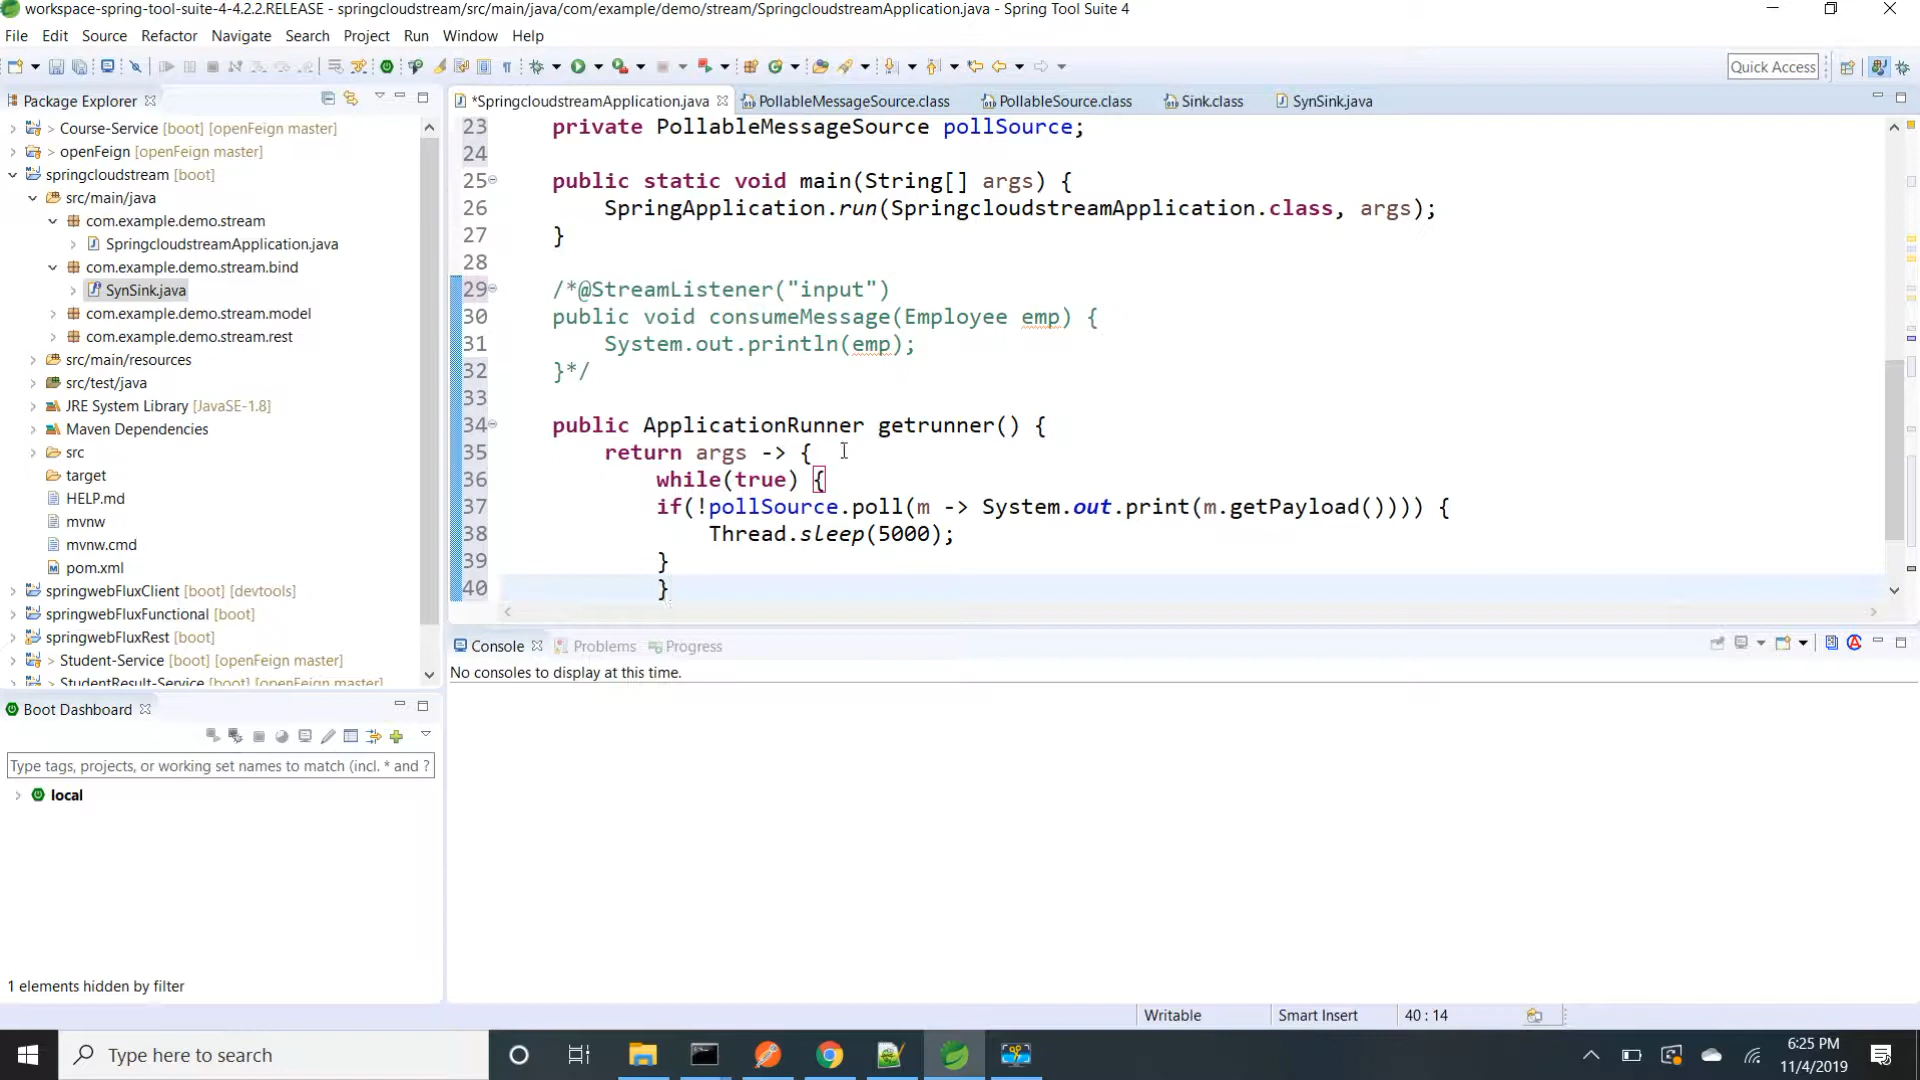 workspace-spring-tool-suite-4-4.2.2.RELEASE - springcloudstream/src/main/java/com/example/demo/stream/SpringcloudstreamApplication.java - Spring Tool Suite 4
File Edit Source Refactor Navigate Search Project Run Window Help
Quick Access
Package Explorer
*SpringcloudstreamApplication.java PollableMessageSource.class PollableSource.class Sink.class SynSink.java
> Course-Service [boot] [openFeign master]
> openFeign [openFeign master]
springcloudstream [boot]
src/main/java
com.example.demo.stream
SpringcloudstreamApplication.java
com.example.demo.stream.bind
SynSink.java
com.example.demo.stream.model
com.example.demo.stream.rest
src/main/resources
src/test/java
JRE System Library [JavaSE-1.8]
Maven Dependencies
src
target
HELP.md
mvnw
mvnw.cmd
pom.xml
springwebFluxClient [boot] [devtools]
springwebFluxFunctional [boot]
springwebFluxRest [boot]
> Student-Service [boot] [openFeign master]
> StudentResult-Service [boot] [openFeign master]
23 private PollableMessageSource pollSource;
24
25 public static void main(String[] args) {
26 SpringApplication.run(SpringcloudstreamApplication.class, args);
27 }
28
29 /*@StreamListener("input")
30 public void consumeMessage(Employee emp) {
31 System.out.println(emp);
32 }*/
33
34 public ApplicationRunner getrunner() {
35 return args -> {
36 while(true) {
37 if(!pollSource.poll(m -> System.out.print(m.getPayload()))) {
38 Thread.sleep(5000);
39 }
40 }
Boot Dashboard
Type tags, projects, or working set names to match (incl. * and ?
local
1 elements hidden by filter
Console Problems Progress
No consoles to display at this time.
Writable Smart Insert 40 : 14
Type here to search
6:25 PM
11/4/2019